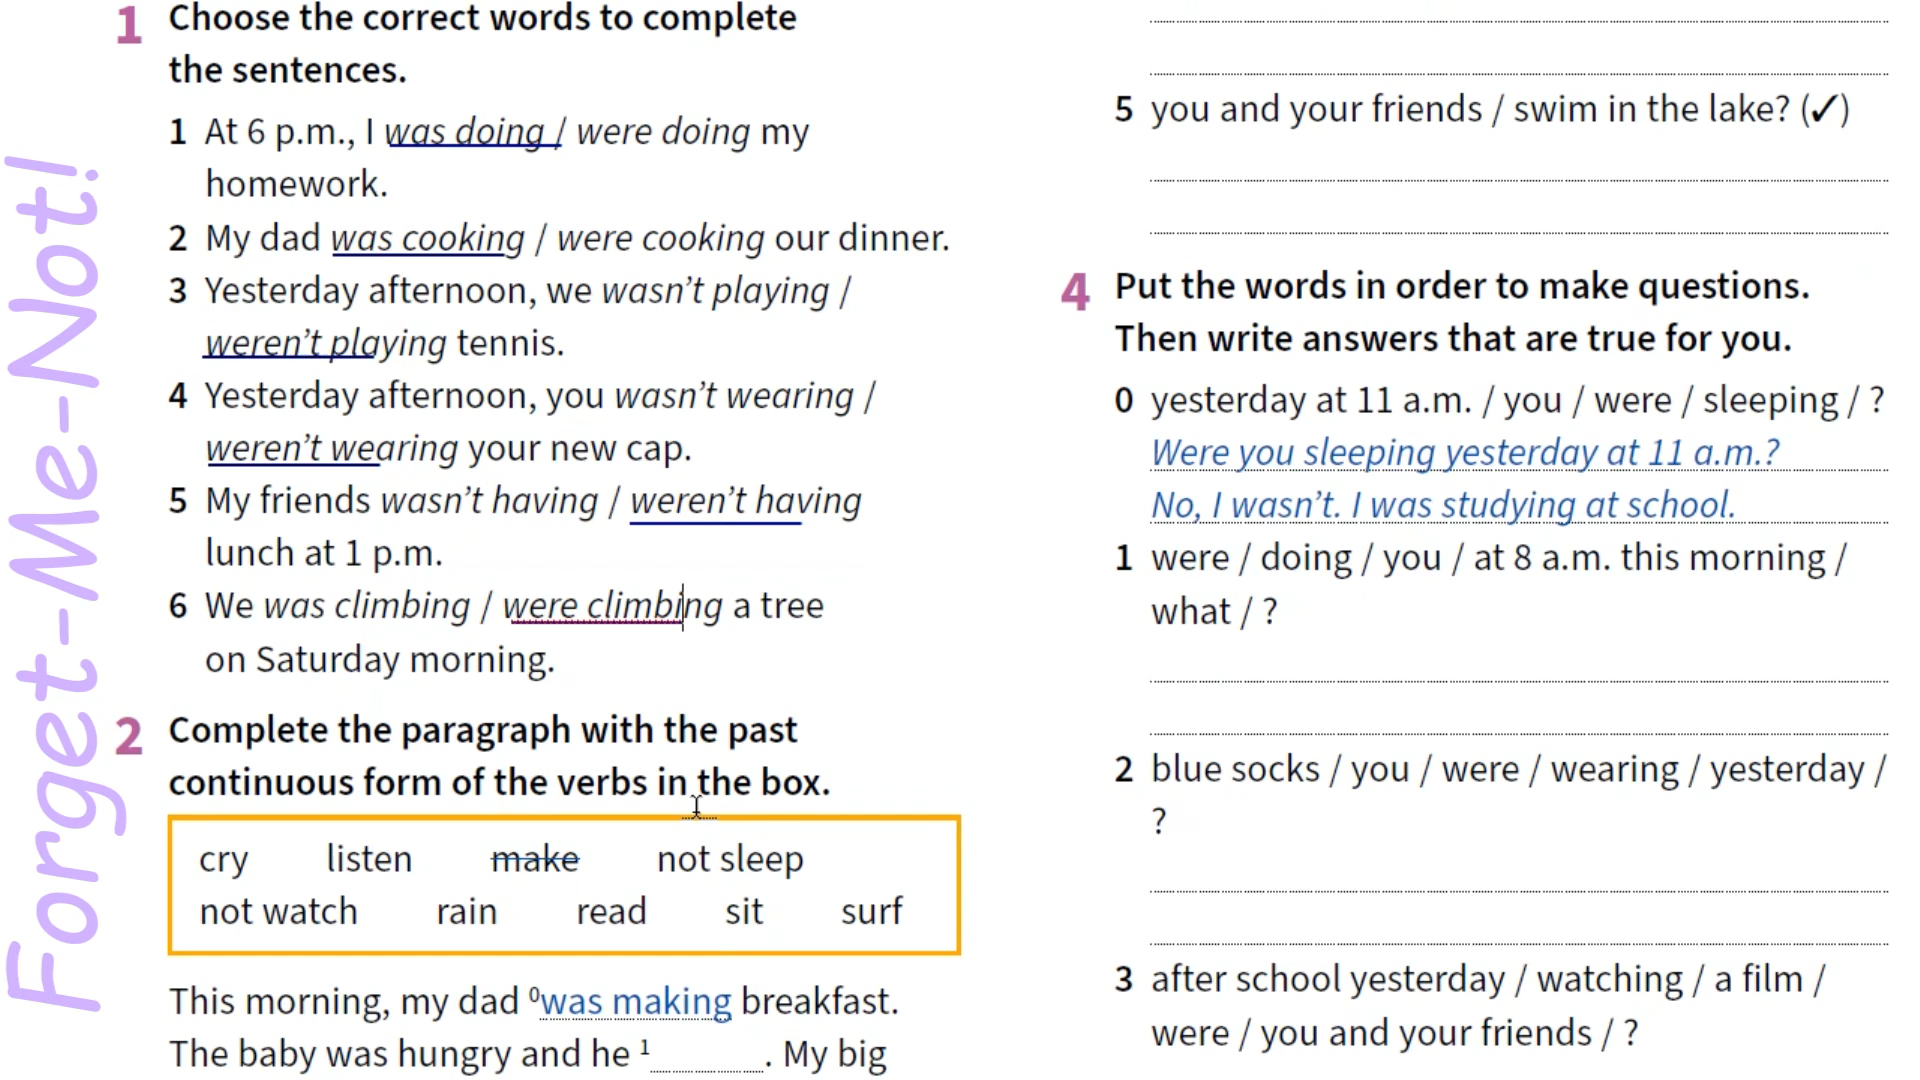 Forget-Me-Not!
1 Choose the correct words to complete
the sentences.
1 At 6 p.m., I was doing / were doing my
homework.
2 My dad was cooking / were cooking our dinner.
3 Yesterday afternoon, we wasn’t playing /
weren’t playing tennis.
4 Yesterday afternoon, you wasn’t wearing /
weren’t wearing your new cap.
5 My friends wasn’t having / weren’t having
lunch at 1 p.m.
6 We was climbing / were climbing a tree
on Saturday morning.
2 Complete the paragraph with the past
continuous form of the verbs in the box.
cry listen make not sleep
not watch rain read sit surf
This morning, my dad ⁰was making breakfast.
The baby was hungry and he ¹ ________. My big
5 you and your friends / swim in the lake? (✓)
4 Put the words in order to make questions.
Then write answers that are true for you.
0 yesterday at 11 a.m. / you / were / sleeping / ?
Were you sleeping yesterday at 11 a.m.?
No, I wasn’t. I was studying at school.
1 were / doing / you / at 8 a.m. this morning /
what / ?
2 blue socks / you / were / wearing / yesterday /
?
3 after school yesterday / watching / a film /
were / you and your friends / ?